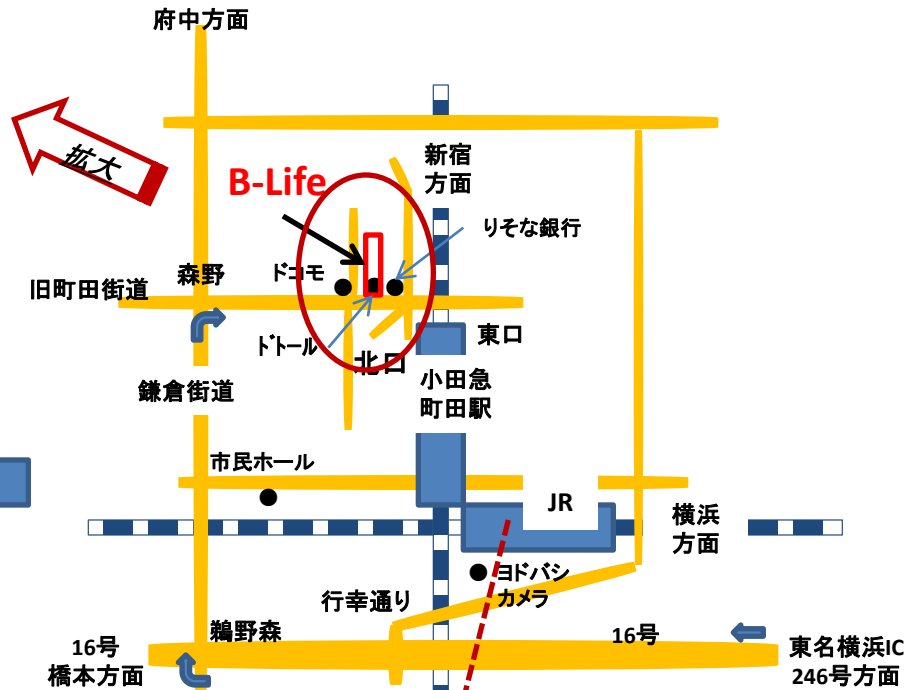 府中方面
拡大
新宿
方面
B-Life
りそな銀行
ドコモ
森野
旧町田街道
ドトール
東口
北口
小田急
町田駅
鎌倉街道
市民ホール
JR
横浜
方面
ヨドバシ
カメラ
行幸通り
鵜野森
16号
橋本方面
16号
東名横浜IC
246号方面